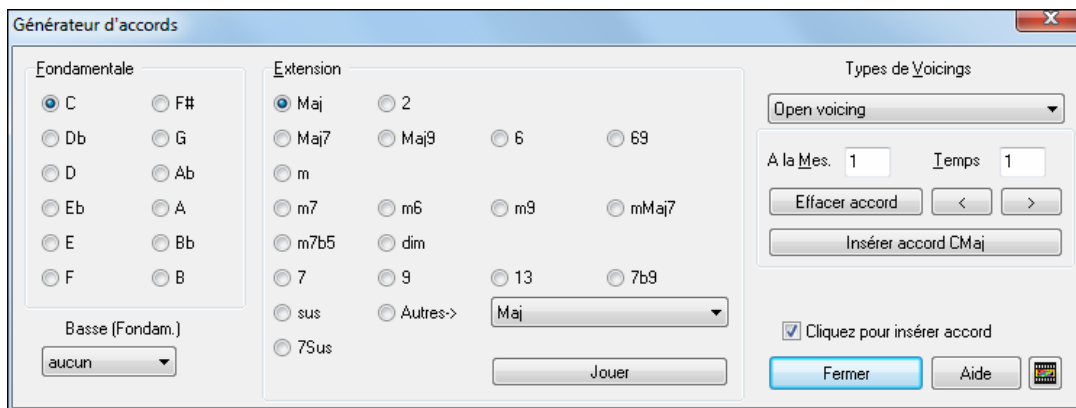 Générateur d'accords
Fondamentale
C F#
Db G
D Ab
Eb A
E Bb
F B
Basse (Fondam.)
aucun
Extension
Maj 2
Maj7 Maj9 6 69
m
m7 m6 m9 mMaj7
m7b5 dim
7 9 13 7b9
sus Autres-> Maj
7Sus
Jouer
Types de Voicings
Open voicing
A la Mes. 1 Temps 1
Effacer accord < >
Insérer accord CMaj
Cliquez pour insérer accord
Fermer Aide